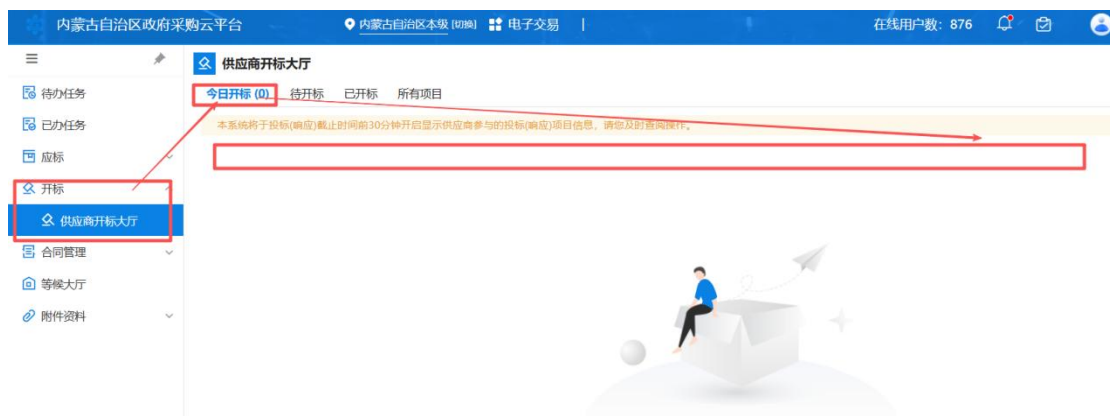 内蒙古自治区政府采购云平台 内蒙古自治区本级 [切换] 电子交易 | 在线用户数：876
供应商开标大厅
待办任务
今日开标 (0) 待开标 已开标 所有项目
已办任务
本系统将于投标(响应)截止时间前30分钟开启显示供应商参与的投标(响应)项目信息，请您及时查阅操作。
应标
开标
供应商开标大厅
合同管理
等候大厅
附件资料